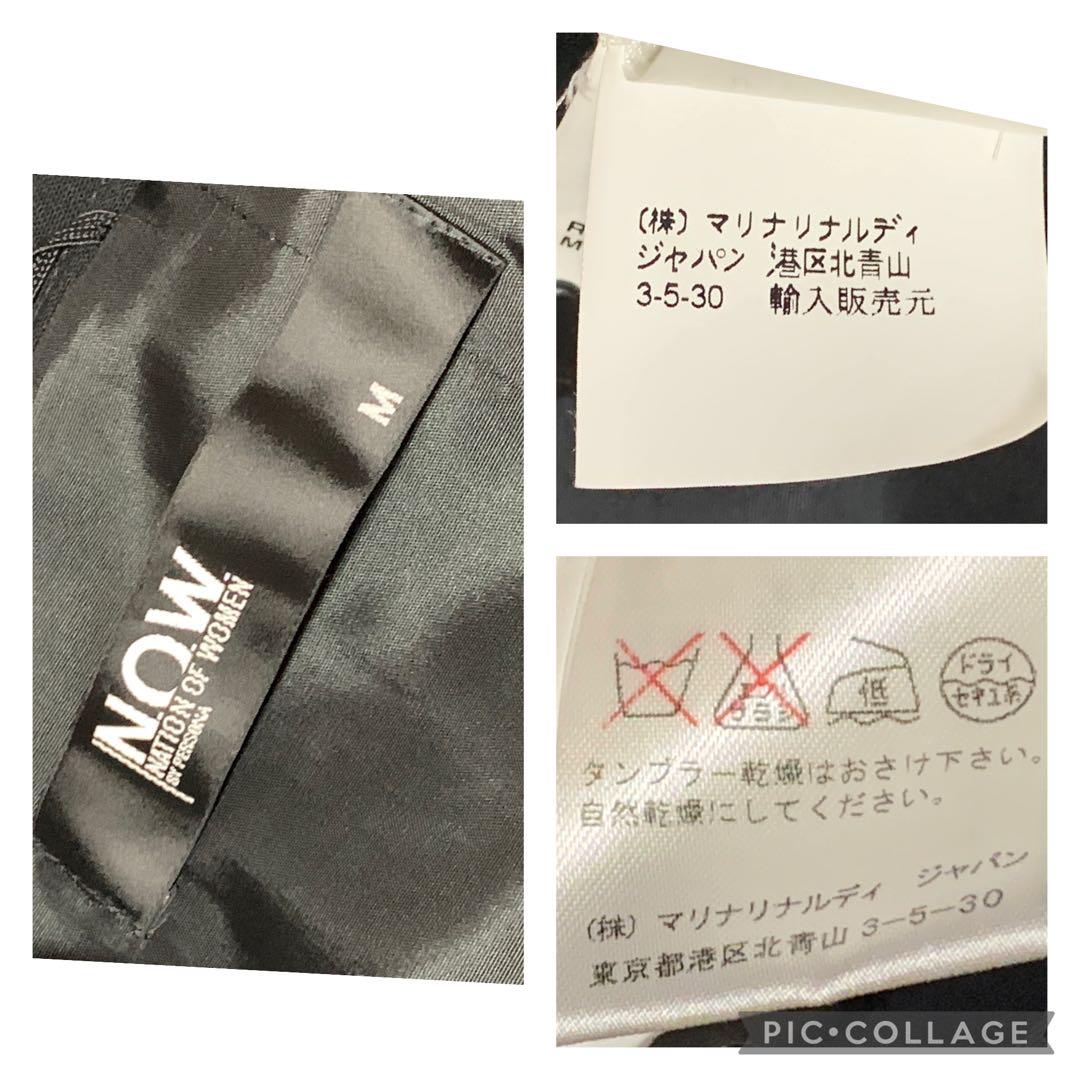 M
NOW
NATION OF WOMEN
BY PERSONA
(株) マリナリナルディ
ジャパン 港区北青山
3-5-30 輸入販売元
低
ドライ
セキユ系
タンブラー乾燥はおさけ下さい。
自然乾燥にしてください。
(株) マリナリナルディ ジャパン
東京都港区北青山 3-5-30
PIC•COLLAGE